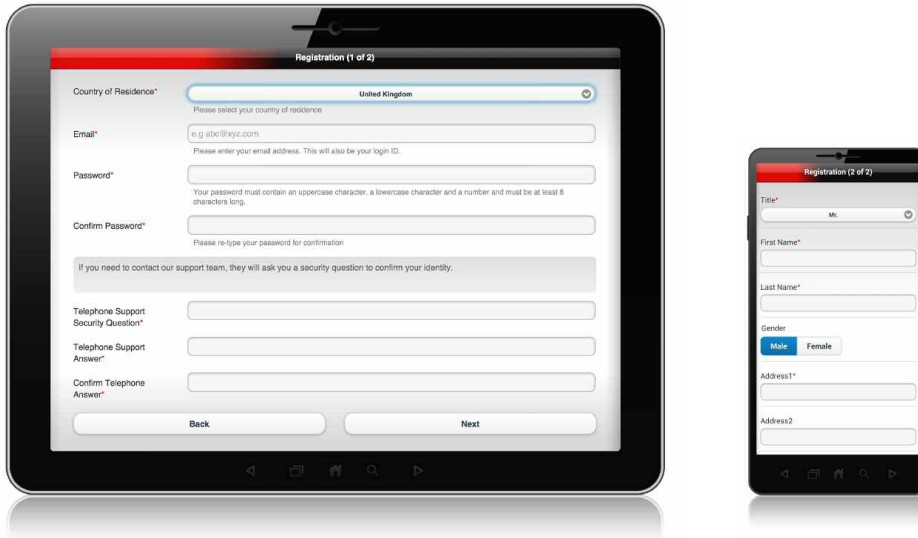 Registration (1 of 2)
Country of Residence*
United Kingdom
Please select your country of residence
Email*
e.g abc@xyz.com
Please enter your email address. This will also be your login ID.
Password*
Your password must contain an uppercase character, a lowercase character and a number and must be at least 8
characters long.
Confirm Password*
Please re-type your password for confirmation
If you need to contact our support team, they will ask you a security question to confirm your identity.
Telephone Support
Security Question*
Telephone Support
Answer*
Confirm Telephone
Answer*
Back
Next
Registration (2 of 2)
Title*
Mr.
First Name*
Last Name*
Gender
Male Female
Address1*
Address2